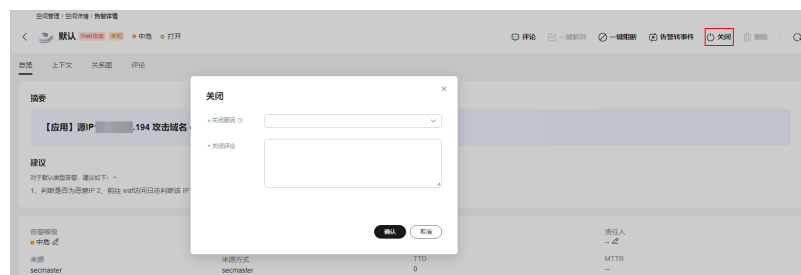 空间管理 / 空间详情 / 告警详情
默认 Web攻击 未知 中危 打开
评论 一键解封 一键阻断 告警转事件 关闭 删除
总览 上下文 关系图 评论
摘要
【应用】源IP .194 攻击域名
建议
对于默认类型告警，建议如下：
1、判断是否为恶意IP 2、前往 waf访问日志判断该 IP
关闭
* 关闭原因
* 关闭评论
确认 取消
告警等级 责任人
中危 --
来源 来源方式 TTD MTTR
secmaster secmaster 0 --